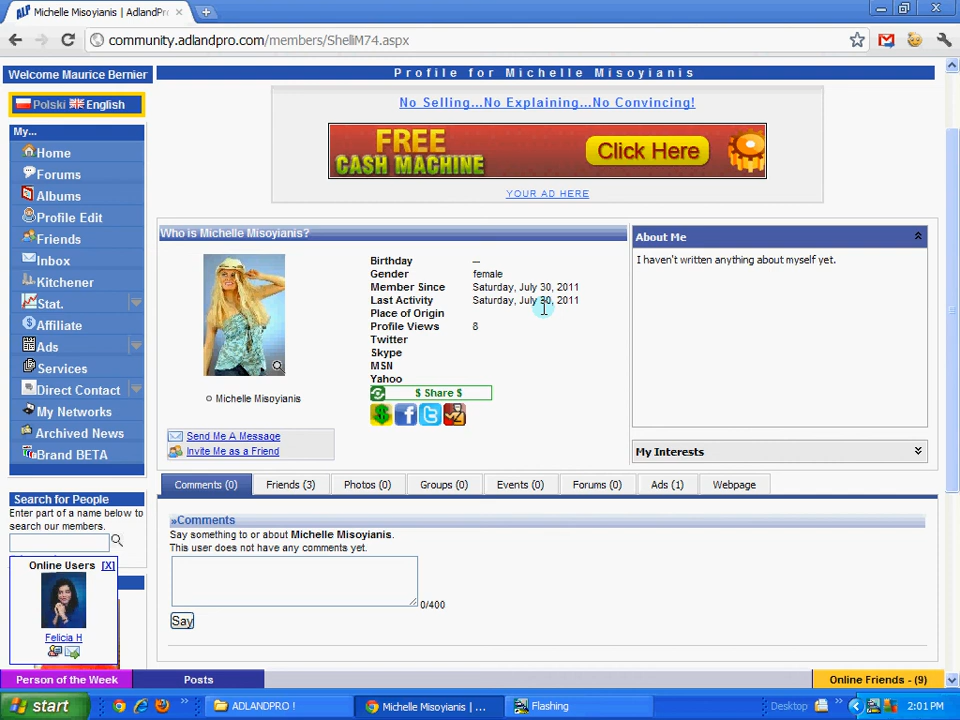 Michelle Misoyianis | AdlandPr
community.adlandpro.com/members/ShellM74.aspx
Welcome Maurice Bernier
Polski English
My...
Home
Forums
Albums
Profile Edit
Friends
Inbox
Kitchener
Stat.
Affiliate
Ads
Services
Direct Contact
My Networks
Archived News
Brand BETA
Search for People
Enter part of a name below to
search our members.
Online Users [X]
Felicia H
Profile for Michelle Misoyianis
No Selling...No Explaining...No Convincing!
FREE
CASH MACHINE
Click Here
YOUR AD HERE
Who is Michelle Misoyianis?
Birthday ---
Gender female
Member Since Saturday, July 30, 2011
Last Activity Saturday, July 30, 2011
Place of Origin
Profile Views 8
Twitter
Skype
MSN
Yahoo
$ Share $
Michelle Misoyianis
Send Me A Message
Invite Me as a Friend
About Me
I haven't written anything about myself yet.
My Interests
Comments (0) Friends (3) Photos (0) Groups (0) Events (0) Forums (0) Ads (1) Webpage
»Comments
Say something to or about Michelle Misoyianis.
This user does not have any comments yet.
0/400
Say
Person of the Week Posts Online Friends - (9)
start ADLANDPRO ! Michelle Misoyianis | ... Flashing Desktop 2:01 PM